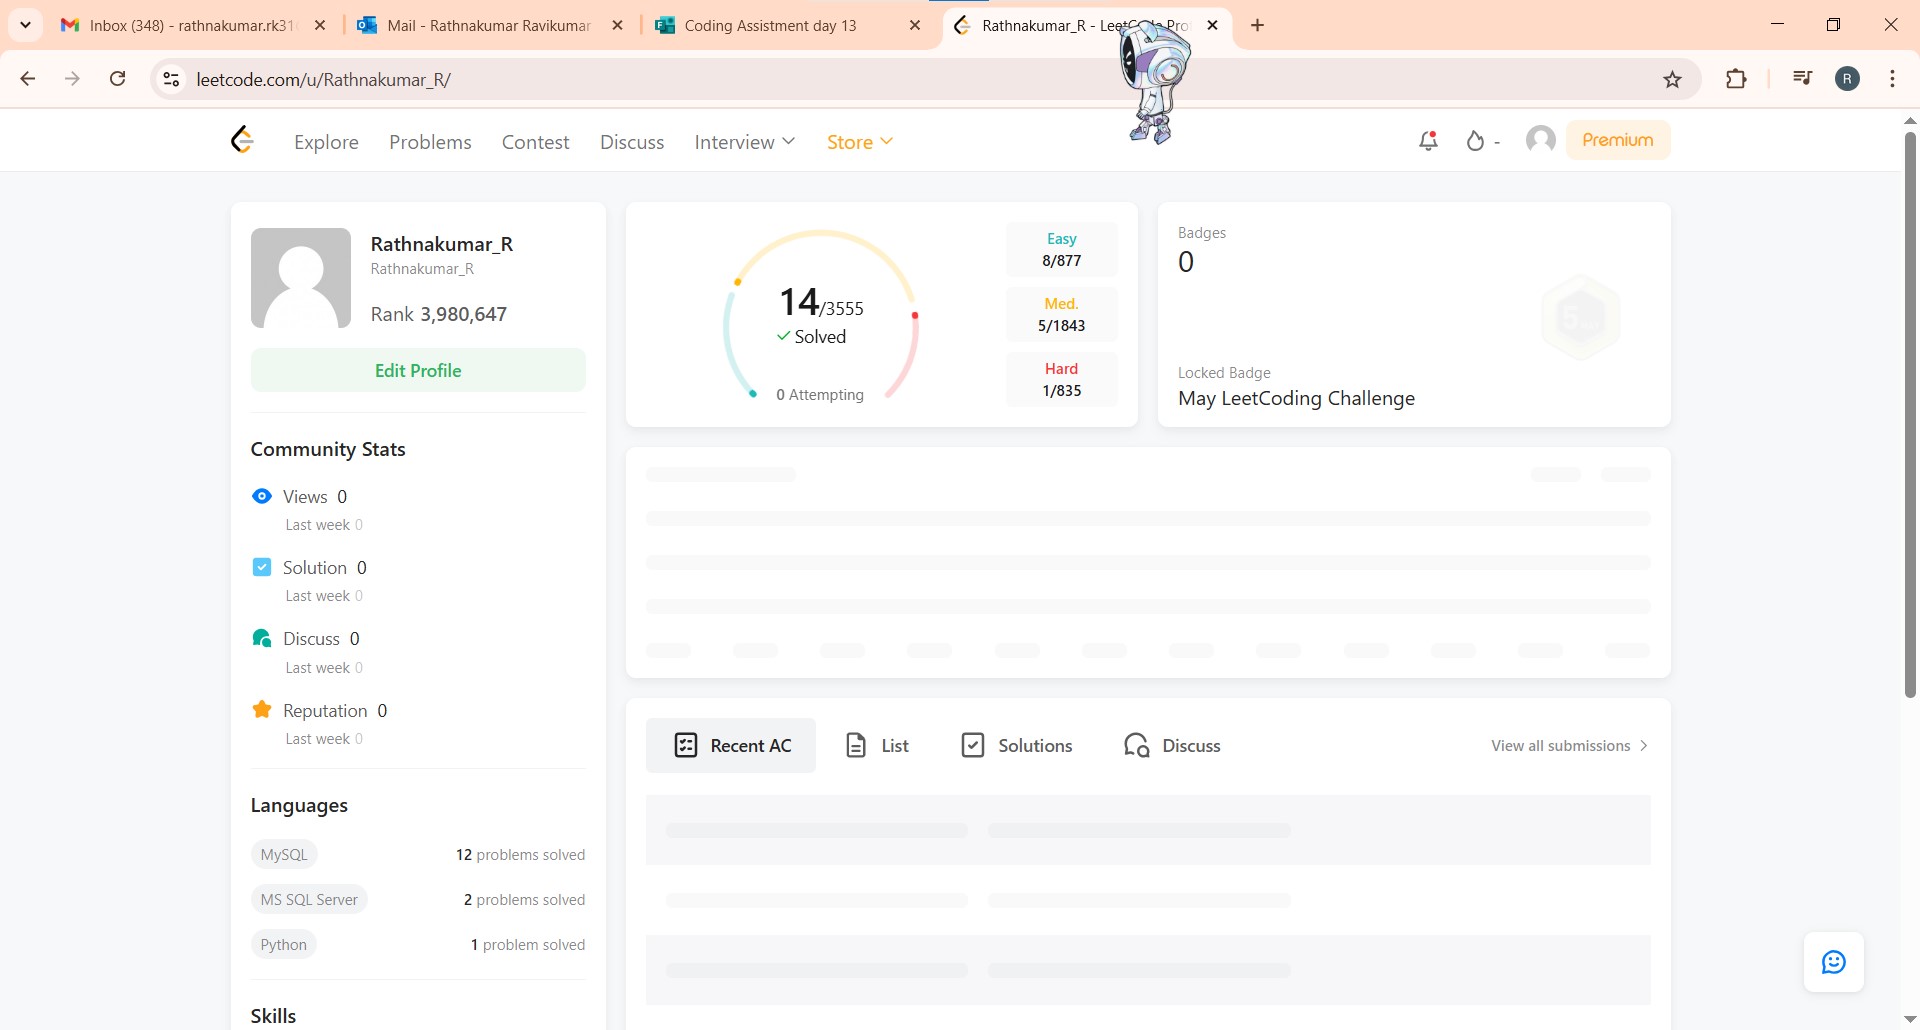 Inbox (348) - rathnakumar.rk31
Mail - Rathnakumar Ravikumar
Coding Assistment day 13
Rathnakumar_R - LeetCode Pro
leetcode.com/u/Rathnakumar_R/
R
Explore
Problems
Contest
Discuss
Interview
Store
-
Premium
Rathnakumar_R
Rathnakumar_R
Rank 3,980,647
Edit Profile
Community Stats
Views 0
Last week 0
Solution 0
Last week 0
Discuss 0
Last week 0
Reputation 0
Last week 0
Languages
MySQL 12 problems solved
MS SQL Server 2 problems solved
Python 1 problem solved
Skills
14/3555
Solved
0 Attempting
Easy
8/877
Med.
5/1843
Hard
1/835
Badges
0
Locked Badge
May LeetCoding Challenge
Recent AC
List
Solutions
Discuss
View all submissions